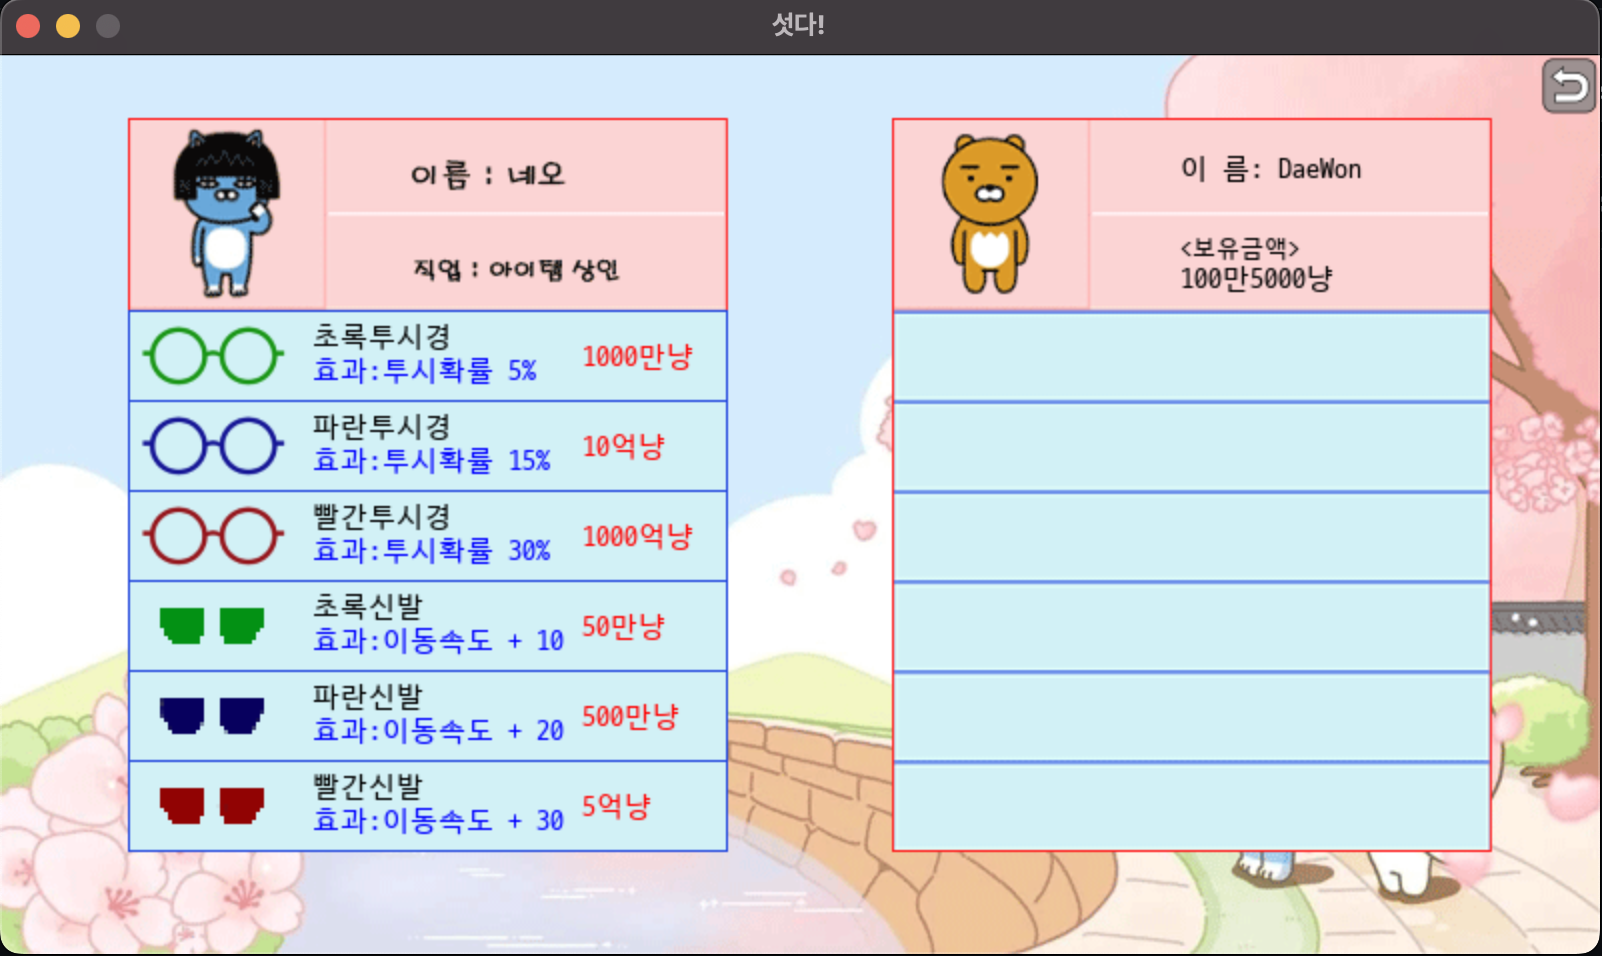 섯다!
이름 : 네오
직업 : 아이템 상인
초록투시경
효과:투시확률 5%
1000만냥
파란투시경
효과:투시확률 15%
10억냥
빨간투시경
효과:투시확률 30%
1000억냥
초록신발
효과:이동속도 + 10
50만냥
파란신발
효과:이동속도 + 20
500만냥
빨간신발
효과:이동속도 + 30
5억냥
이 름: DaeWon
<보유금액>
100만5000냥